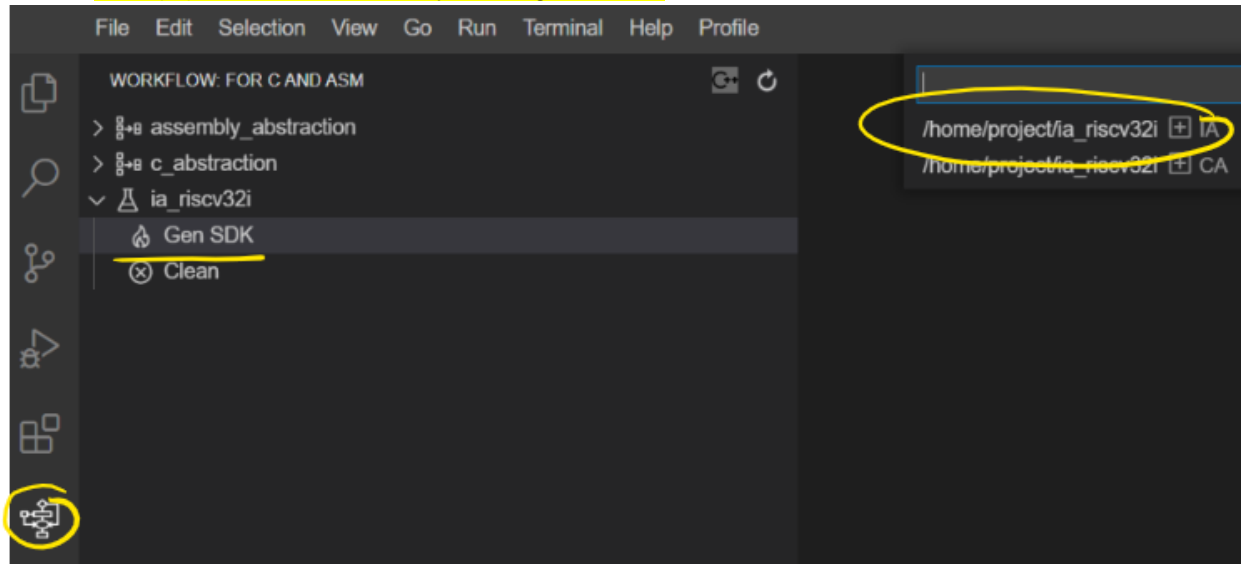 File Edit Selection View Go Run Terminal Help Profile
WORKFLOW: FOR C AND ASM
assembly_abstraction
c_abstraction
ia_riscv32i
Gen SDK
Clean
/home/project/ia_riscv32i IA
/home/project/ia_riscv32i CA